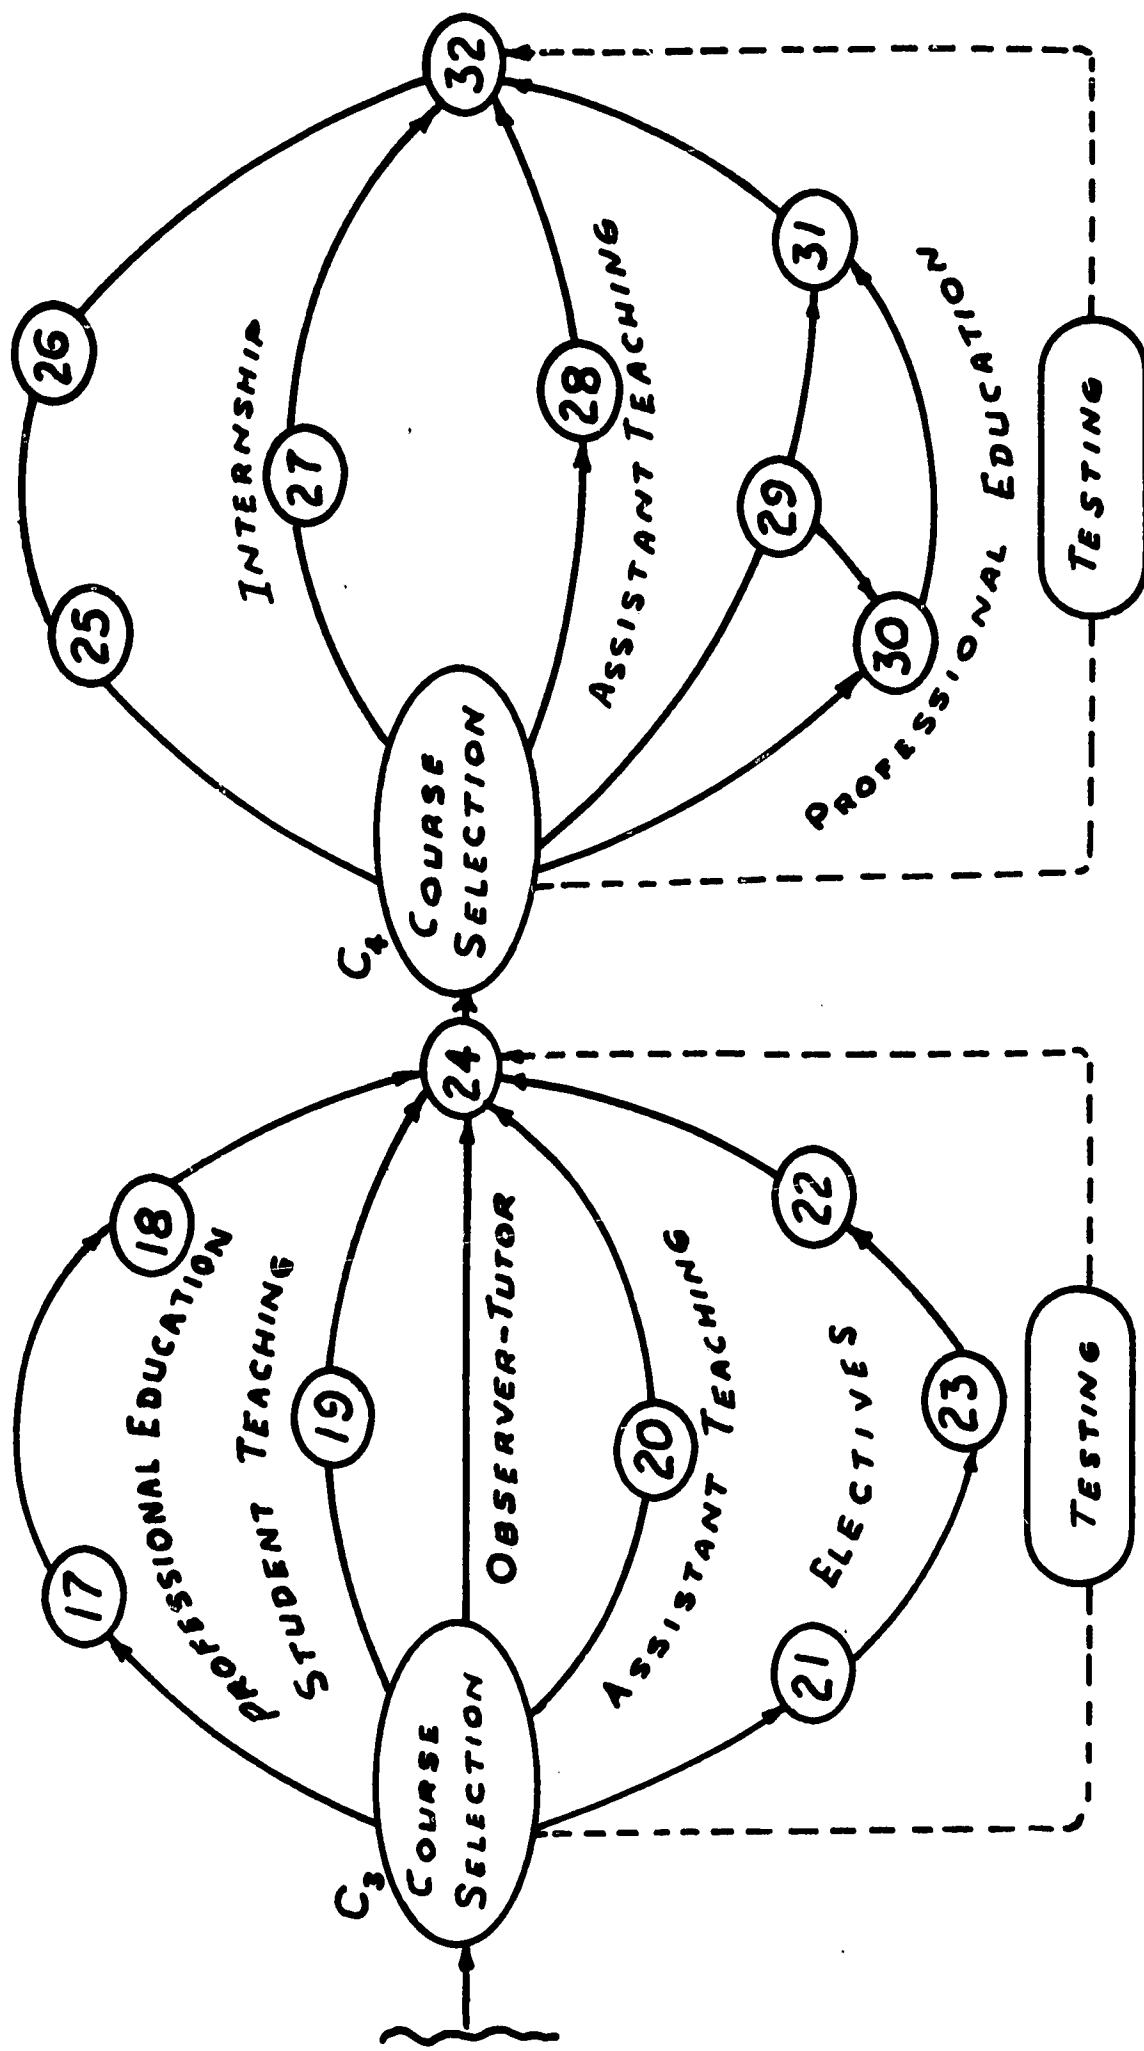 C3
COURSE
SELECTION
17
18
PROFESSIONAL EDUCATION
STUDENT TEACHING
19
OBSERVER-TUTOR
20
ASSISTANT TEACHING
ELECTIVES
21
23
22
TESTING
24
C4
COURSE
SELECTION
25
26
INTERNSHIP
27
28
ASSISTANT TEACHING
29
30
31
PROFESSIONAL EDUCATION
TESTING
32